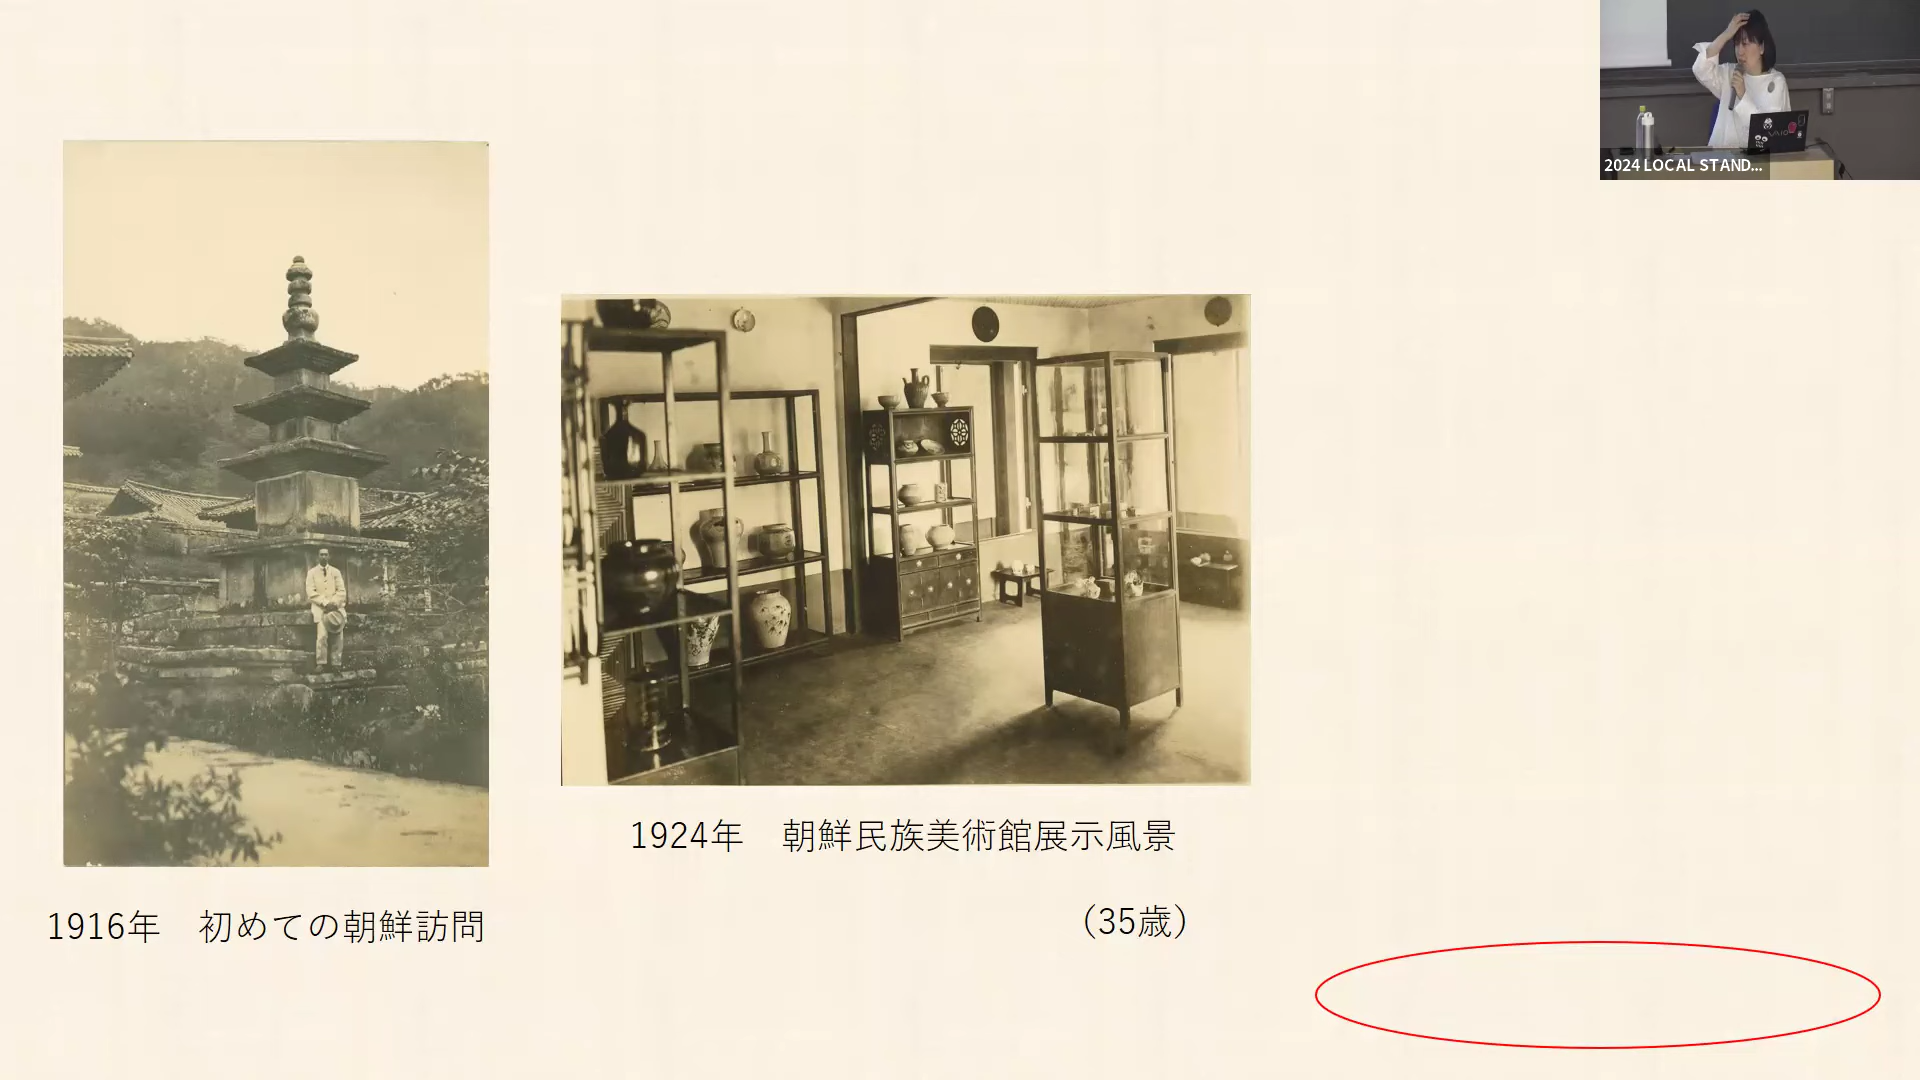 2024 LOCAL STAND...
VAIO
1924年　朝鮮民族美術館展示風景
1916年　初めての朝鮮訪問
（35歳）